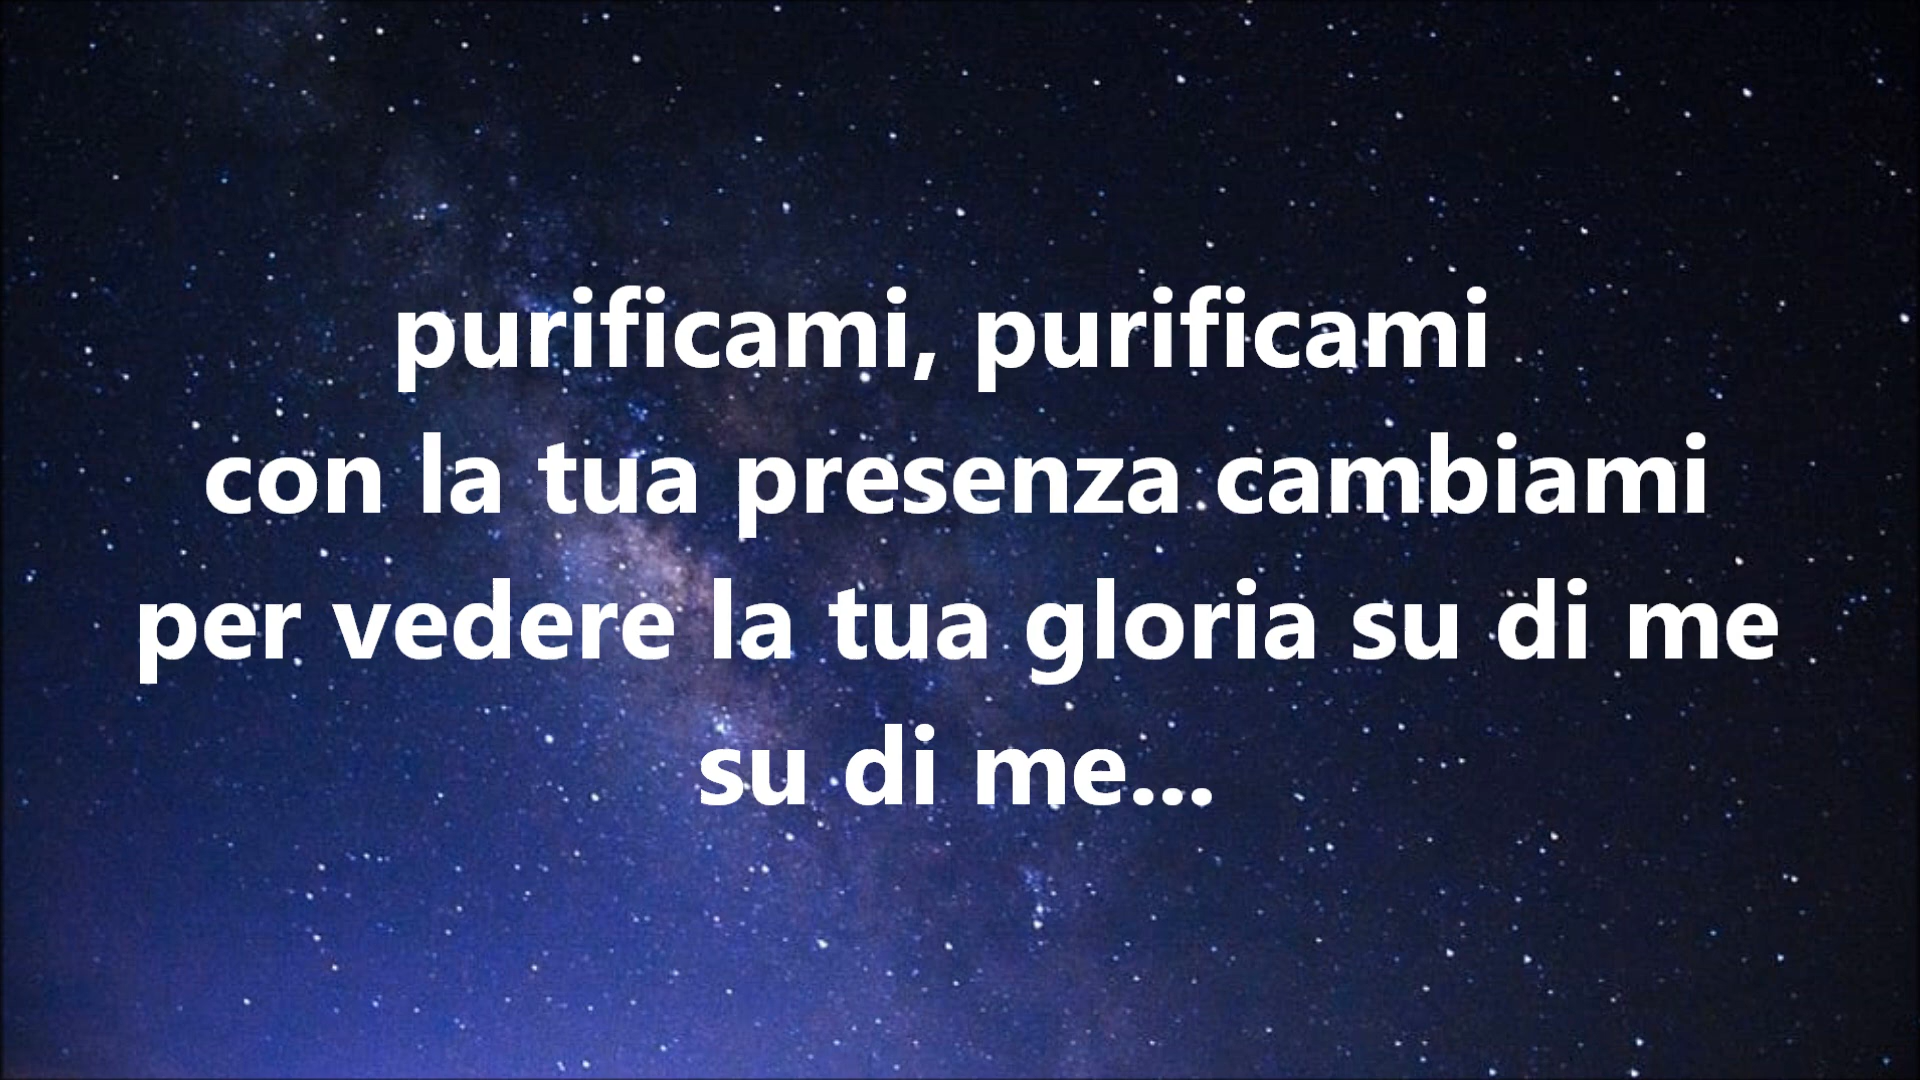 purificami, purificami
con la tua presenza cambiami
per vedere la tua gloria su di me
su di me...